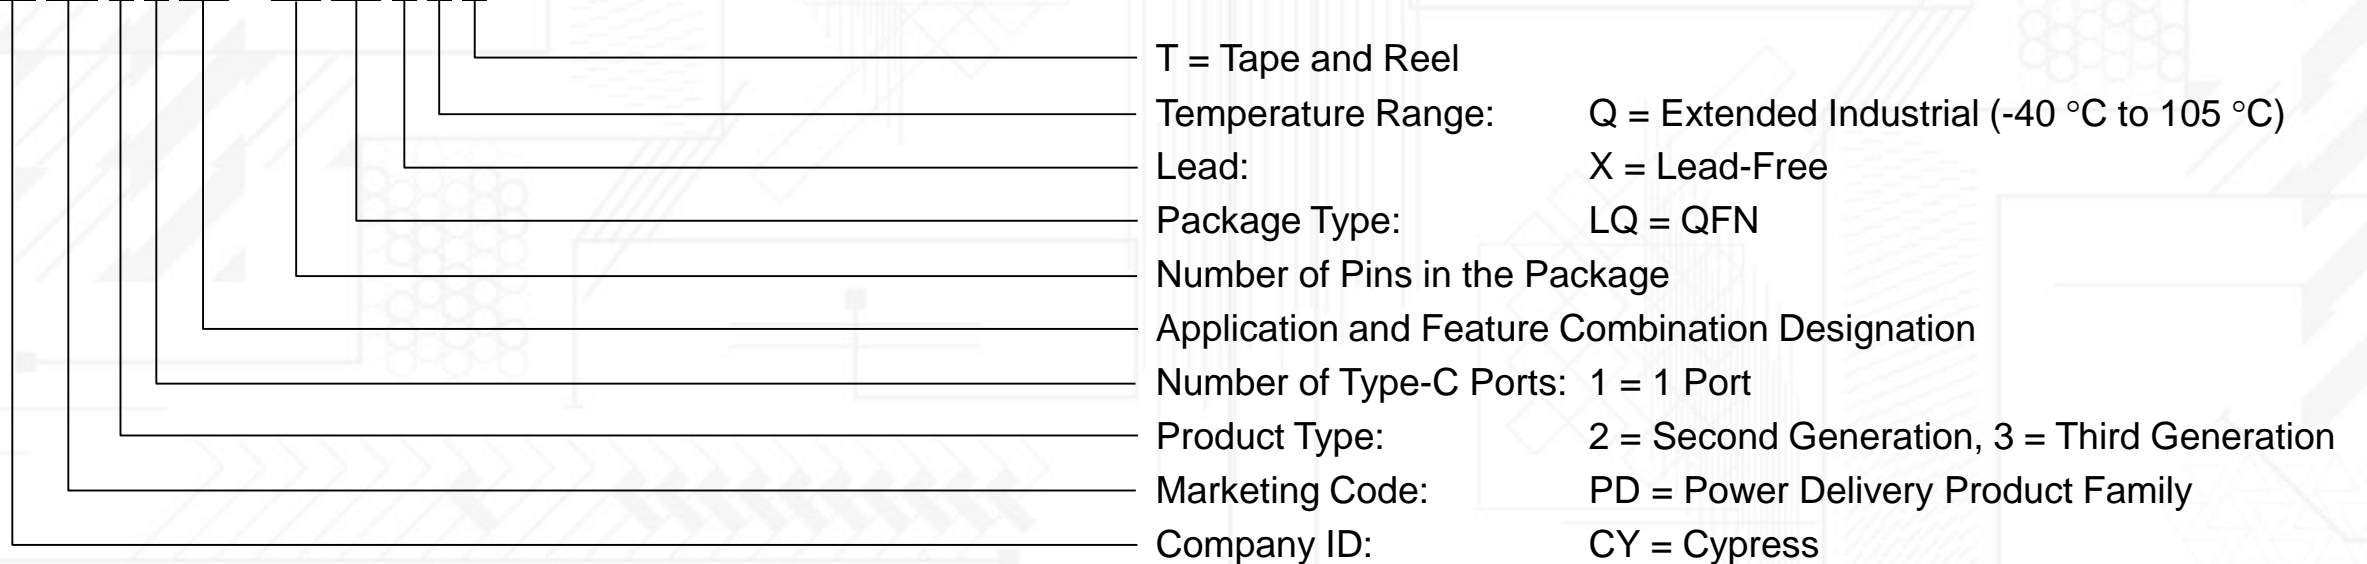 T = Tape and Reel
Temperature Range: Q = Extended Industrial (-40 °C to 105 °C)
Lead: X = Lead-Free
Package Type: LQ = QFN
Number of Pins in the Package
Application and Feature Combination Designation
Number of Type-C Ports: 1 = 1 Port
Product Type: 2 = Second Generation, 3 = Third Generation
Marketing Code: PD = Power Delivery Product Family
Company ID: CY = Cypress